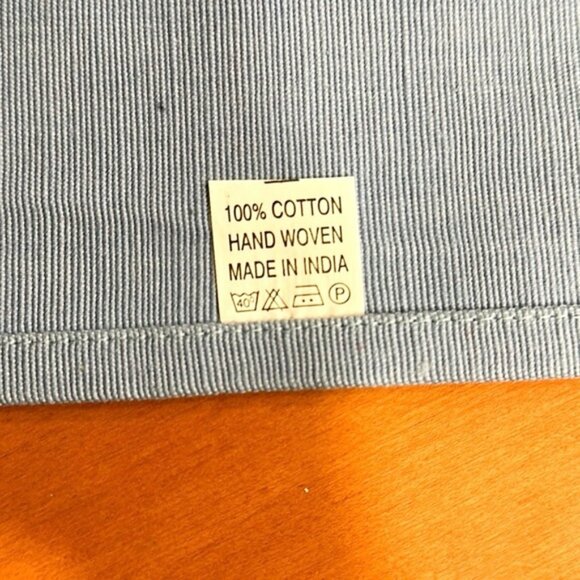 100% COTTON
HAND WOVEN
MADE IN INDIA
40° P